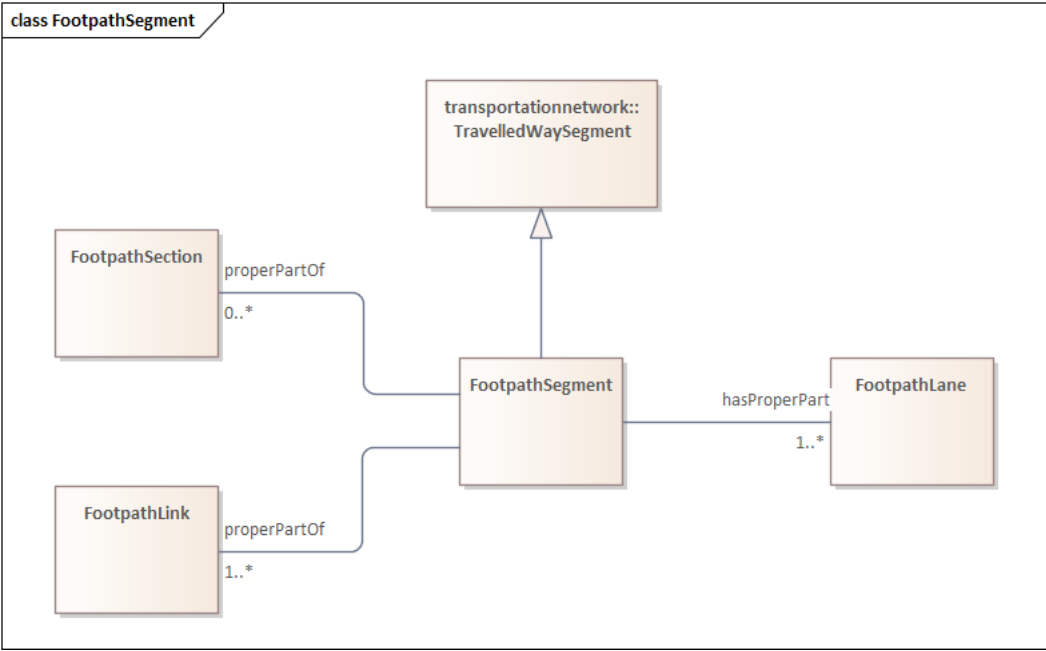 class FootpathSegment
transportationnetwork::
TravelledWaySegment
FootpathSection
properPartOf
0..*
FootpathSegment
FootpathLane
hasProperPart
1..*
FootpathLink
properPartOf
1..*